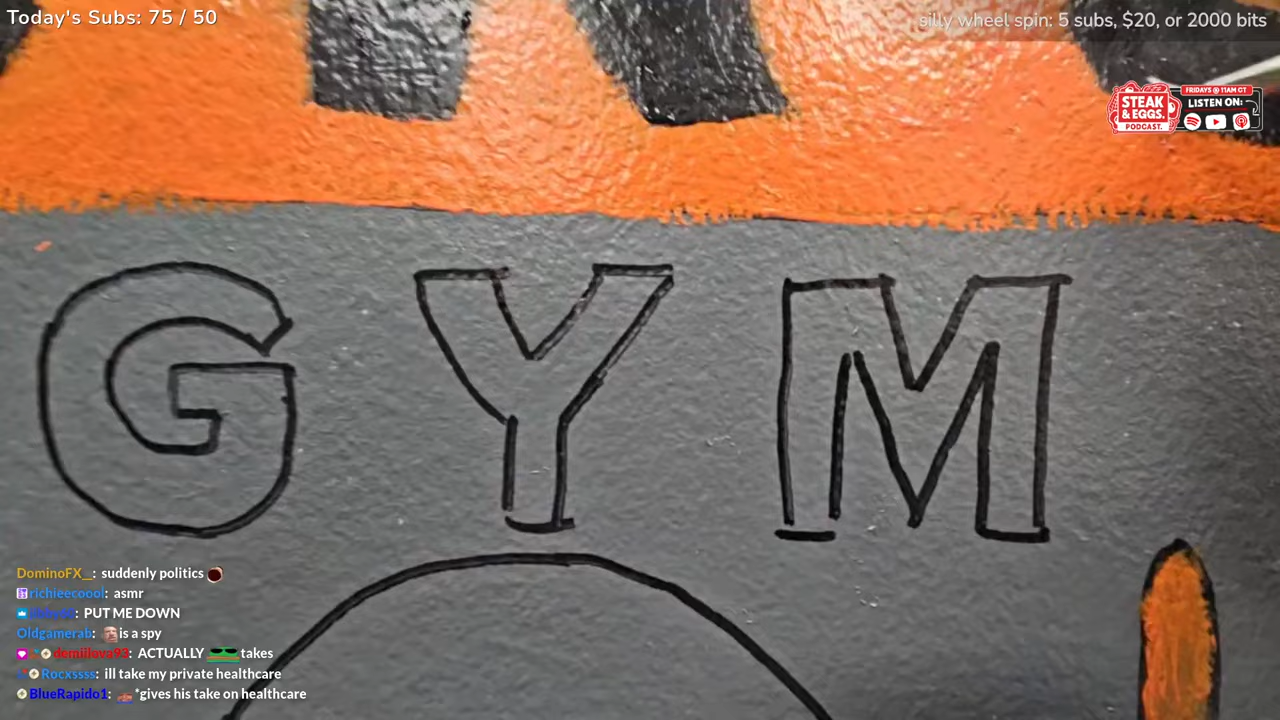 Today's Subs: 75 / 50
silly wheel spin: 5 subs, $20, or 2000 bits
STEAK & EGGS. PODCAST.
FRIDAYS @ 11AM CT
LISTEN ON:
GYM
DominoFX__: suddenly politics
richieecoool: asmr
: PUT ME DOWN
Oldgamerab: is a spy
demiilava93: ACTUALLY takes
Rocxssss: ill take my private healthcare
BlueRapido1: *gives his take on healthcare